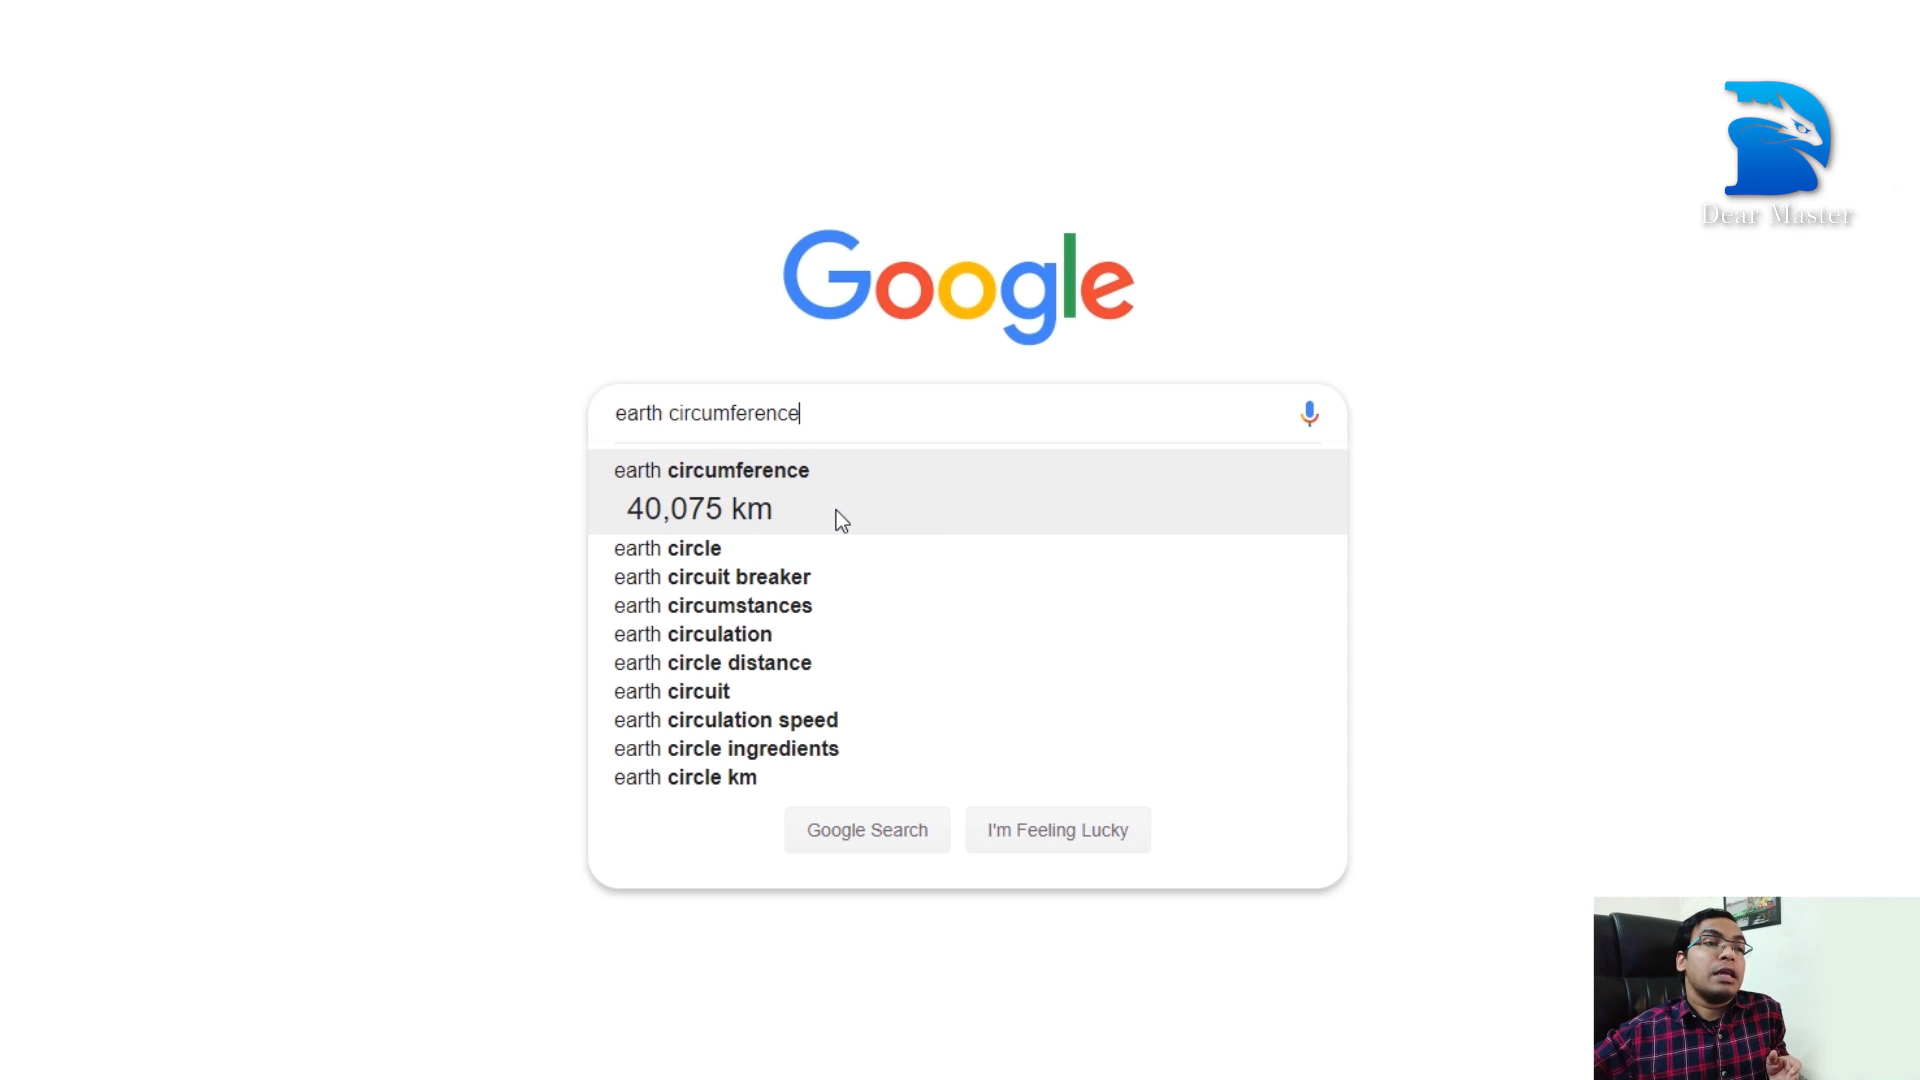 Dear Master
Google
earth circumference
earth circumference
40,075 km
earth circle
earth circuit breaker
earth circumstances
earth circulation
earth circle distance
earth circuit
earth circulation speed
earth circle ingredients
earth circle km
Google Search
I'm Feeling Lucky